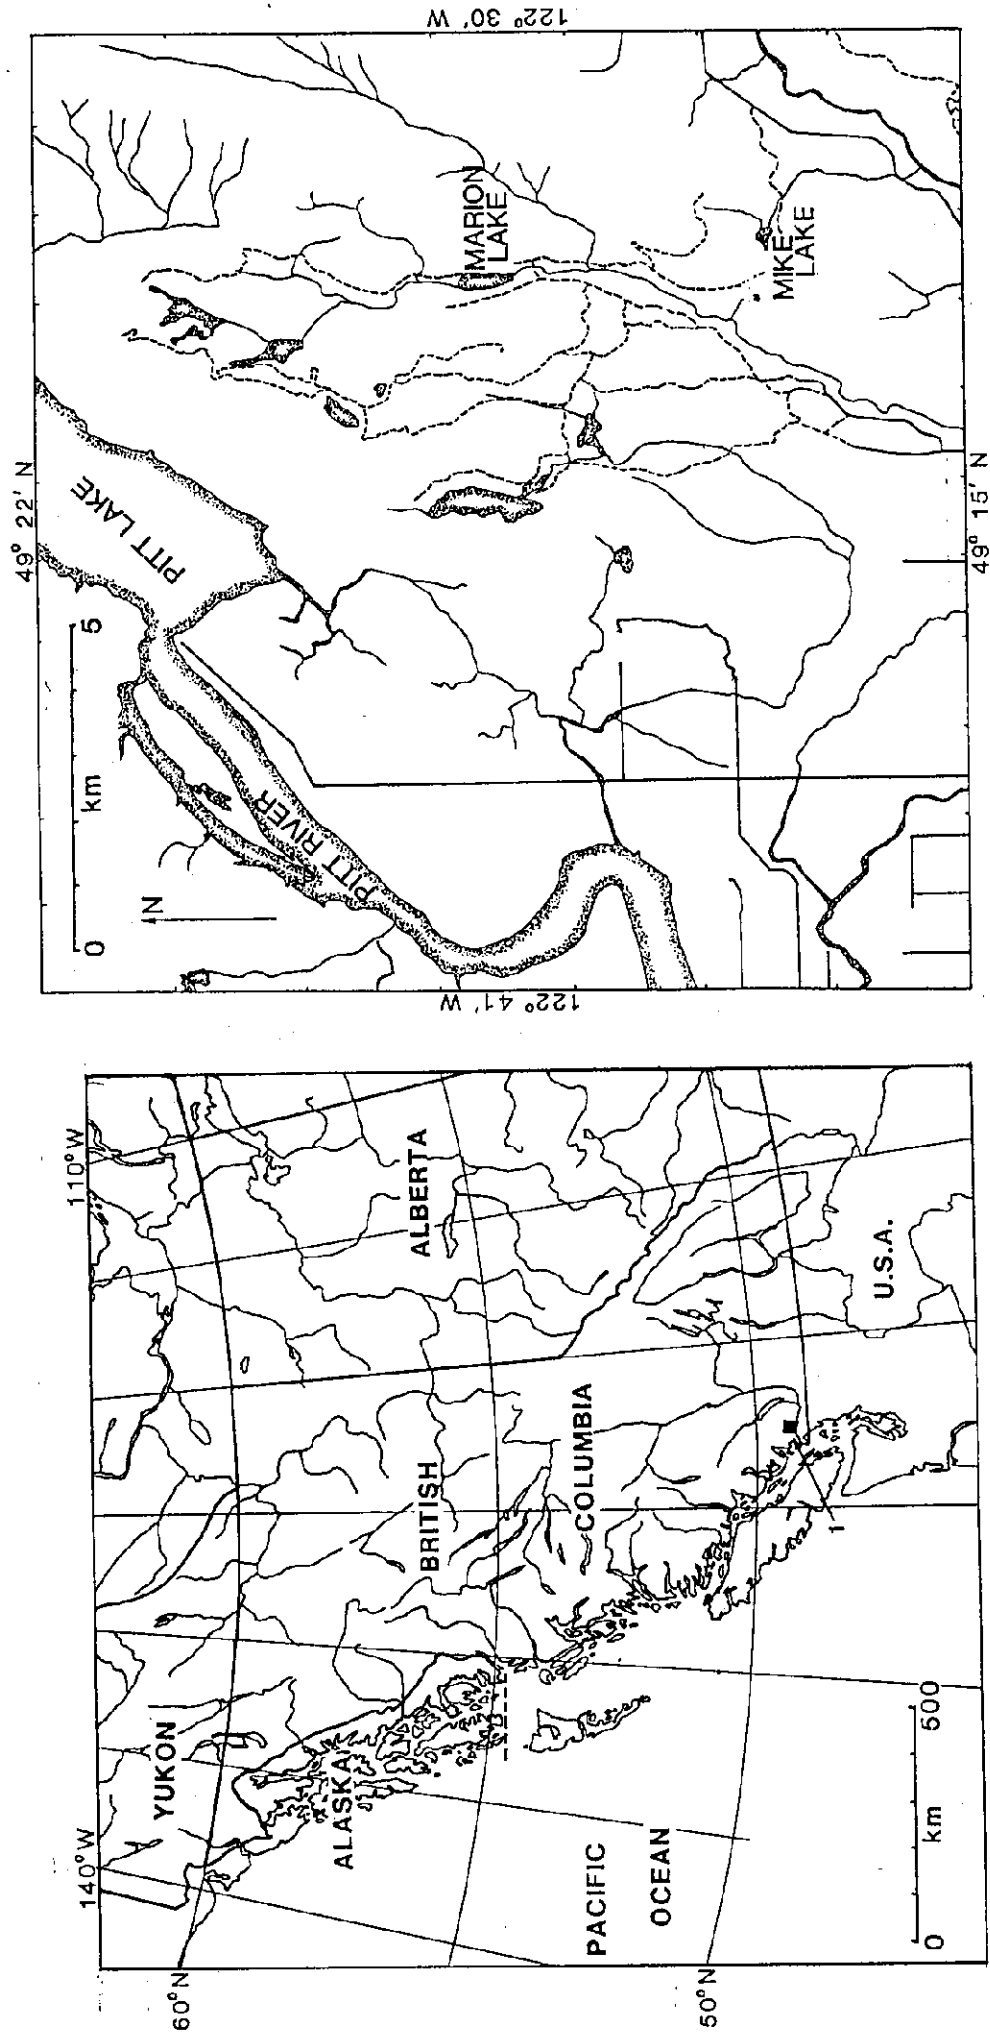 140°W
110°W
60°N
YUKON
ALASKA
BRITISH
ALBERTA
COLUMBIA
PACIFIC
OCEAN
50°N
U.S.A.
1
0
500
km
49° 22' N
0
5
km
N
PITT LAKE
PITT RIVER
122° 41' W
122° 30' W
MARION
LAKE
MIKE
LAKE
49° 15' N